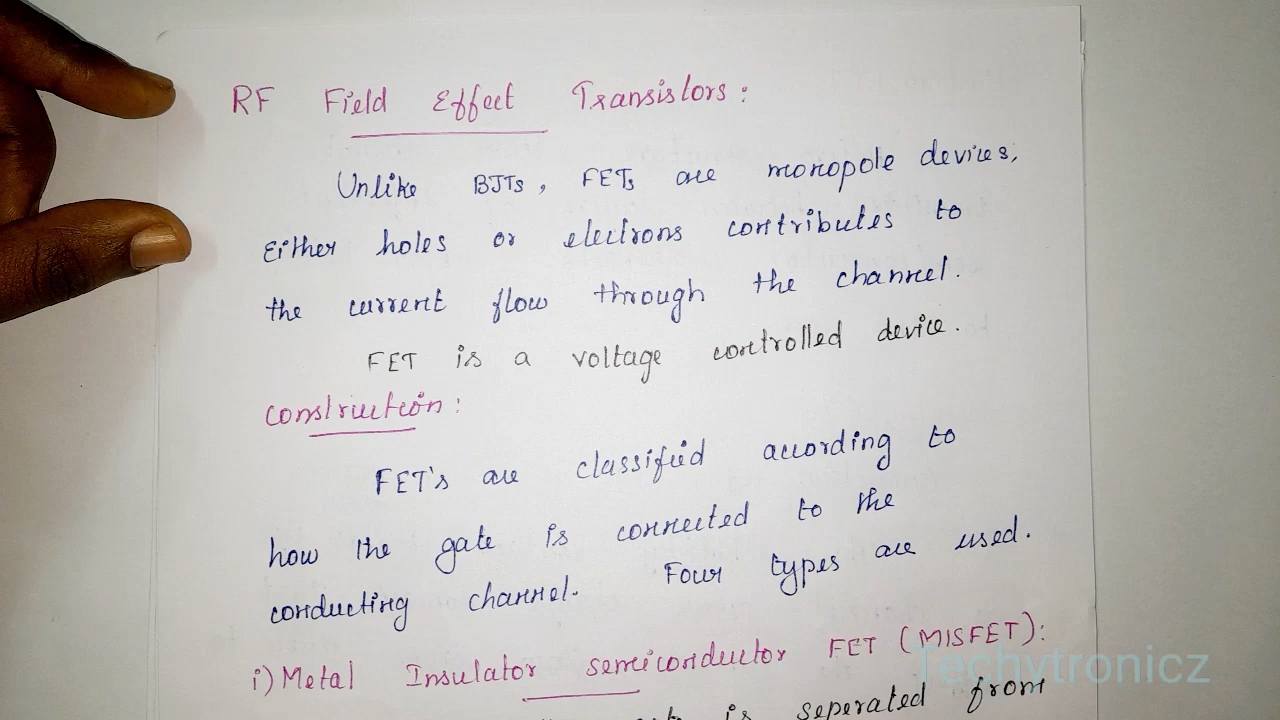 RF Field Effect Transistors:
Unlike BJTs, FETs are monopole devices,
Either holes or electrons contributes to
the current flow through the channel.
FET is a voltage controlled device.
Construction:
FET's are classified according to
how the gate is connected to the
conducting channel. Four types are used.
i) Metal Insulator semiconductor FET (MISFET):
Techytronicz
is seperated from